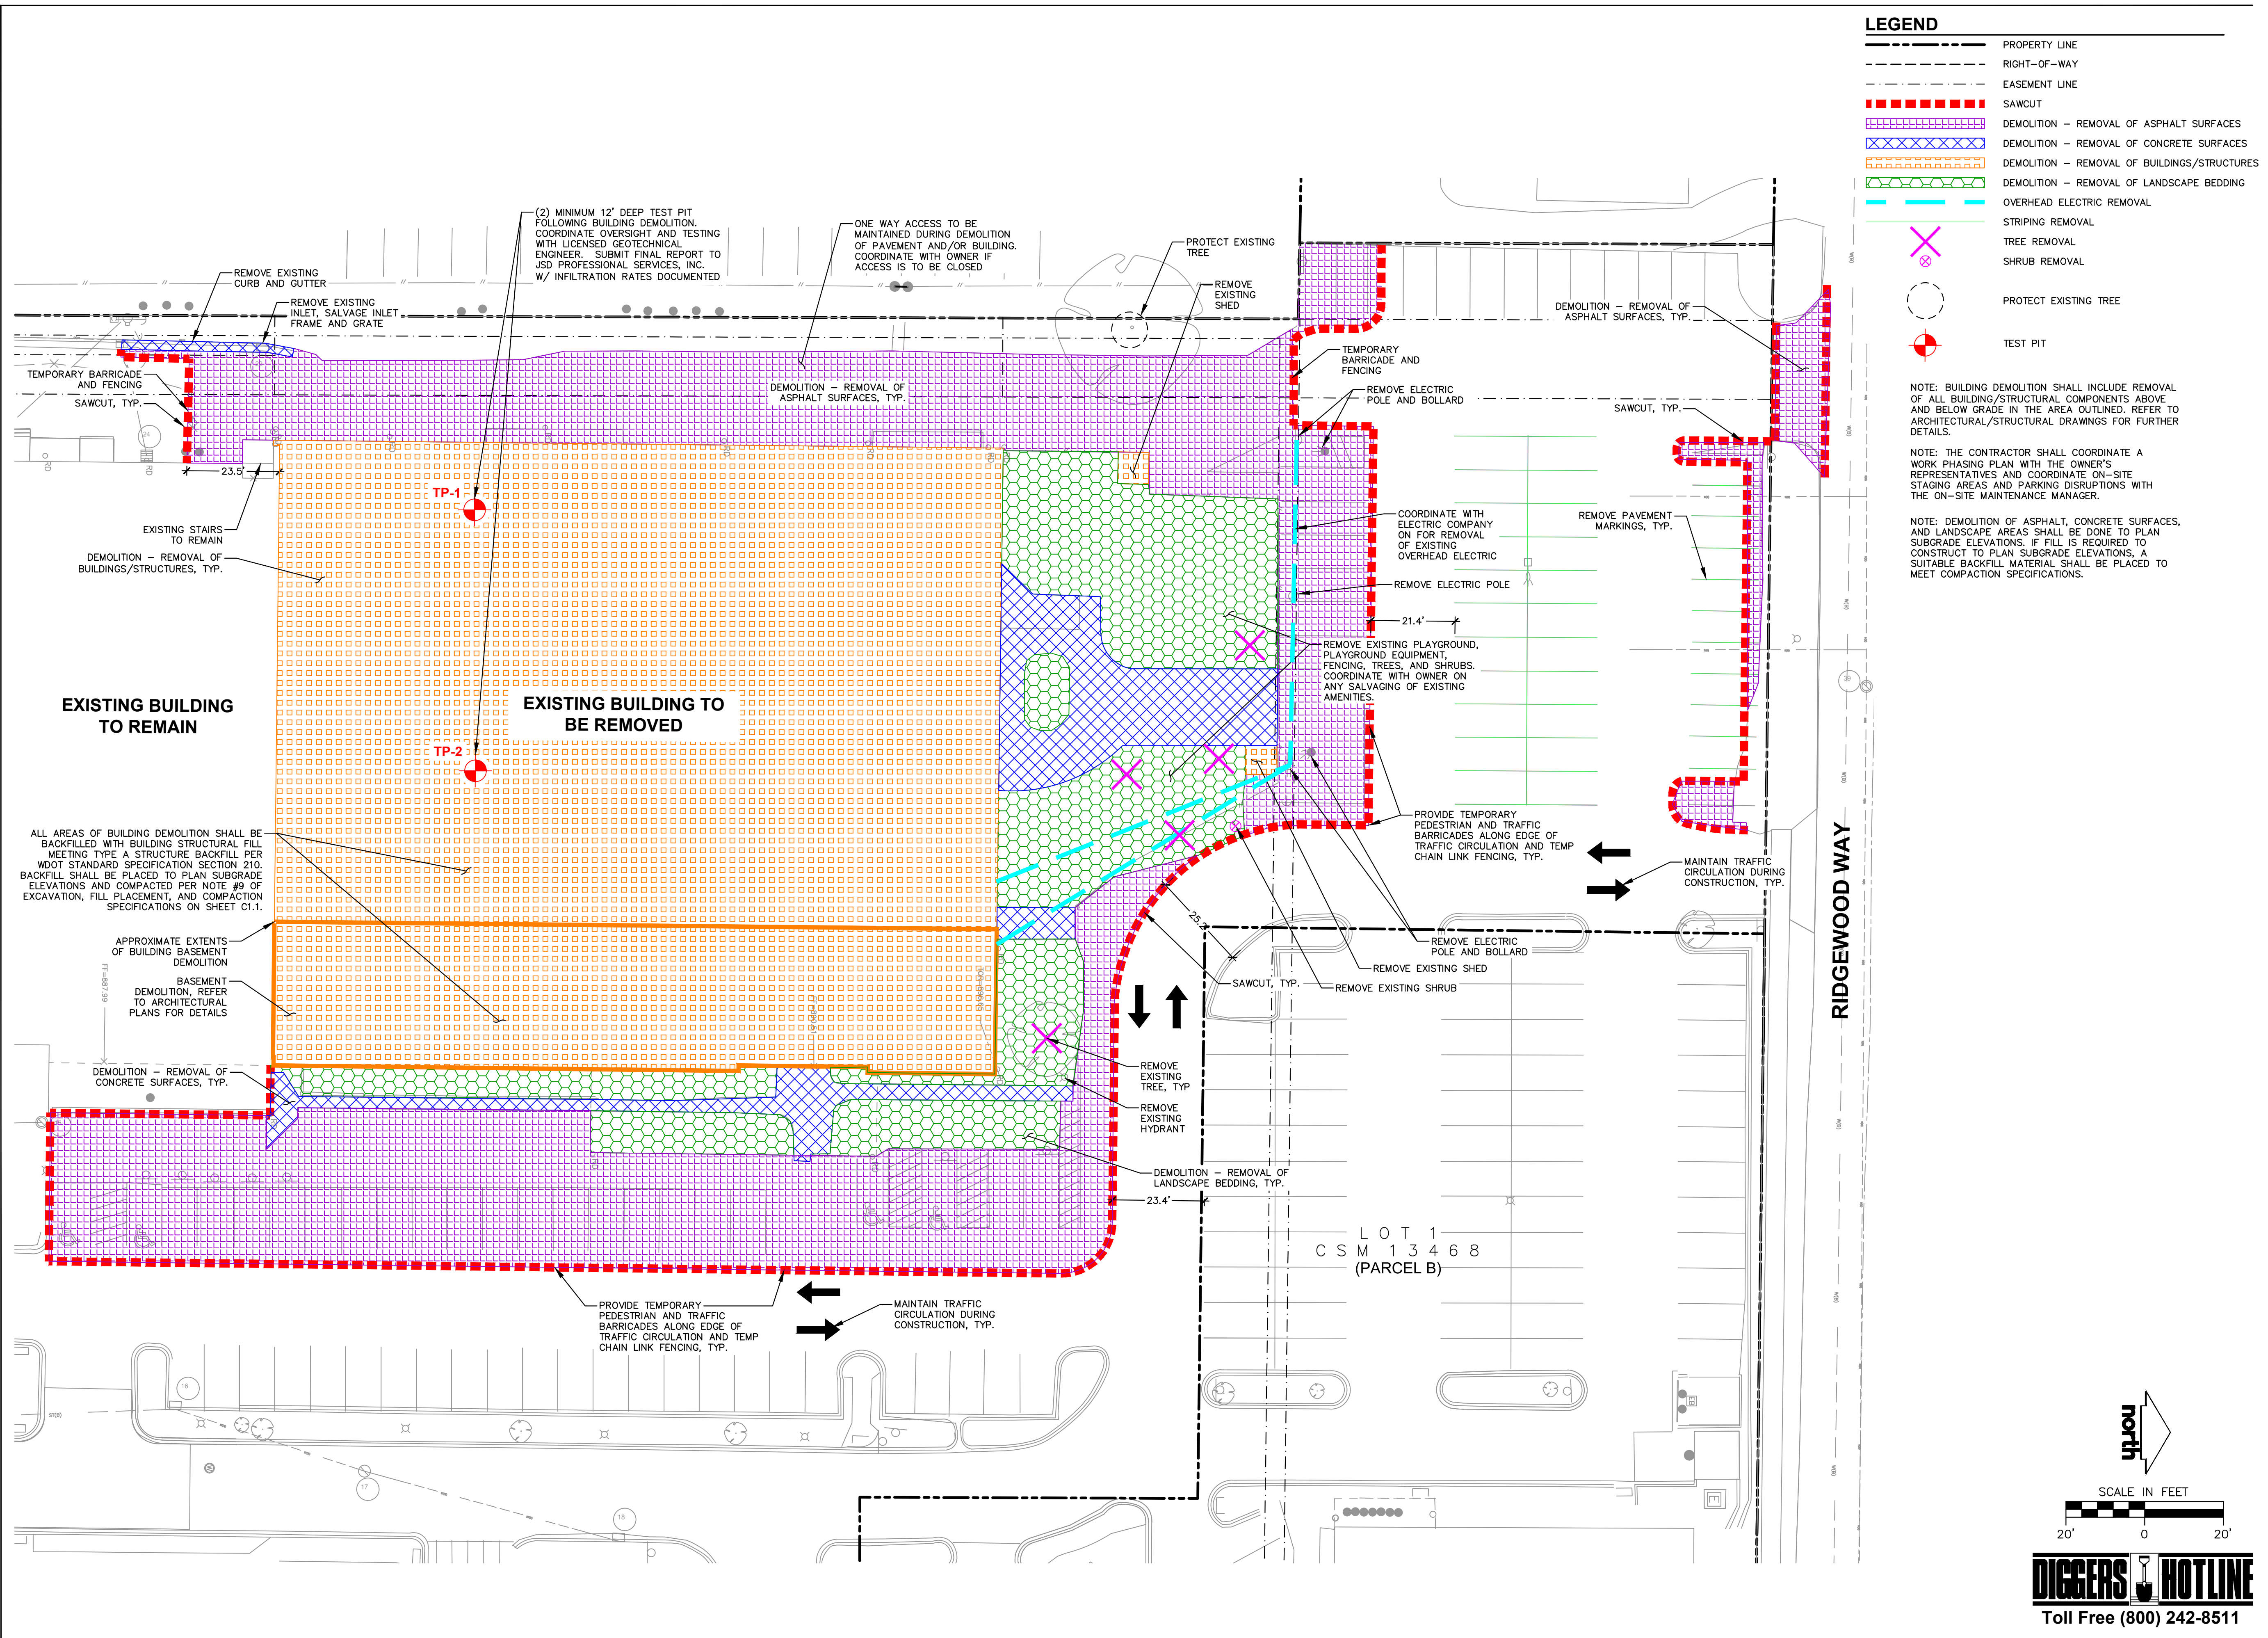 LEGEND
PROPERTY LINE
RIGHT-OF-WAY
EASEMENT LINE
SAWCUT
DEMOLITION - REMOVAL OF ASPHALT SURFACES
DEMOLITION - REMOVAL OF CONCRETE SURFACES
DEMOLITION - REMOVAL OF BUILDINGS/STRUCTURES
DEMOLITION - REMOVAL OF LANDSCAPE BEDDING
OVERHEAD ELECTRIC REMOVAL
STRIPING REMOVAL
TREE REMOVAL
SHRUB REMOVAL
PROTECT EXISTING TREE
TEST PIT
NOTE: BUILDING DEMOLITION SHALL INCLUDE REMOVAL
OF ALL BUILDING/STRUCTURAL COMPONENTS ABOVE
AND BELOW GRADE IN THE AREA OUTLINED. REFER TO
ARCHITECTURAL/STRUCTURAL DRAWINGS FOR FURTHER
DETAILS.
NOTE: THE CONTRACTOR SHALL COORDINATE A
WORK PHASING PLAN WITH THE OWNER'S
REPRESENTATIVES AND COORDINATE ON-SITE
STAGING AREAS AND PARKING DISRUPTIONS WITH
THE ON-SITE MAINTENANCE MANAGER.
NOTE: DEMOLITION OF ASPHALT, CONCRETE SURFACES,
AND LANDSCAPE AREAS SHALL BE DONE TO PLAN
SUBGRADE ELEVATIONS. IF FILL IS REQUIRED TO
CONSTRUCT TO PLAN SUBGRADE ELEVATIONS, A
SUITABLE BACKFILL MATERIAL SHALL BE PLACED TO
MEET COMPACTION SPECIFICATIONS.
(2) MINIMUM 12' DEEP TEST PIT
FOLLOWING BUILDING DEMOLITION.
COORDINATE OVERSIGHT AND TESTING
WITH LICENSED GEOTECHNICAL
ENGINEER. SUBMIT FINAL REPORT TO
JSD PROFESSIONAL SERVICES, INC.
W/ INFILTRATION RATES DOCUMENTED
ONE WAY ACCESS TO BE
MAINTAINED DURING DEMOLITION
OF PAVEMENT AND/OR BUILDING.
COORDINATE WITH OWNER IF
ACCESS IS TO BE CLOSED
PROTECT EXISTING
TREE
REMOVE
EXISTING
SHED
REMOVE EXISTING
CURB AND GUTTER
REMOVE EXISTING
INLET, SALVAGE INLET
FRAME AND GRATE
DEMOLITION - REMOVAL OF
ASPHALT SURFACES, TYP.
TEMPORARY
BARRICADE AND
FENCING
TEMPORARY BARRICADE
AND FENCING
SAWCUT, TYP.
24
RD
RD
DEMOLITION - REMOVAL OF
ASPHALT SURFACES, TYP.
REMOVE ELECTRIC
POLE AND BOLLARD
SAWCUT, TYP.
23.5'
TP-1
EXISTING STAIRS
TO REMAIN
DEMOLITION - REMOVAL OF
BUILDINGS/STRUCTURES, TYP.
COORDINATE WITH
ELECTRIC COMPANY
ON FOR REMOVAL
OF EXISTING
OVERHEAD ELECTRIC
REMOVE PAVEMENT
MARKINGS, TYP.
REMOVE ELECTRIC POLE
21.4'
REMOVE EXISTING PLAYGROUND,
PLAYGROUND EQUIPMENT,
FENCING, TREES, AND SHRUBS.
COORDINATE WITH OWNER ON
ANY SALVAGING OF EXISTING
AMENITIES.
EXISTING BUILDING
TO REMAIN
EXISTING BUILDING TO
BE REMOVED
TP-2
ALL AREAS OF BUILDING DEMOLITION SHALL BE
BACKFILLED WITH BUILDING STRUCTURAL FILL
MEETING TYPE A STRUCTURE BACKFILL PER
WDOT STANDARD SPECIFICATION SECTION 210.
BACKFILL SHALL BE PLACED TO PLAN SUBGRADE
ELEVATIONS AND COMPACTED PER NOTE #9 OF
EXCAVATION, FILL PLACEMENT, AND COMPACTION
SPECIFICATIONS ON SHEET C1.1.
PROVIDE TEMPORARY
PEDESTRIAN AND TRAFFIC
BARRICADES ALONG EDGE OF
TRAFFIC CIRCULATION AND TEMP
CHAIN LINK FENCING, TYP.
MAINTAIN TRAFFIC
CIRCULATION DURING
CONSTRUCTION, TYP.
RIDGEWOOD WAY
APPROXIMATE EXTENTS
OF BUILDING BASEMENT
DEMOLITION
BASEMENT
DEMOLITION, REFER
TO ARCHITECTURAL
PLANS FOR DETAILS
FF=887.99
REMOVE ELECTRIC
POLE AND BOLLARD
REMOVE EXISTING SHED
SAWCUT, TYP.
REMOVE EXISTING SHRUB
DEMOLITION - REMOVAL OF
CONCRETE SURFACES, TYP.
REMOVE
EXISTING
TREE, TYP
REMOVE
EXISTING
HYDRANT
DEMOLITION - REMOVAL OF
LANDSCAPE BEDDING, TYP.
23.4'
LOT 1
CSM 13468
(PARCEL B)
PROVIDE TEMPORARY
PEDESTRIAN AND TRAFFIC
BARRICADES ALONG EDGE OF
TRAFFIC CIRCULATION AND TEMP
CHAIN LINK FENCING, TYP.
MAINTAIN TRAFFIC
CIRCULATION DURING
CONSTRUCTION, TYP.
16
ST(B)
17
18
north
SCALE IN FEET
20' 0 20'
DIGGERS HOTLINE
Toll Free (800) 242-8511